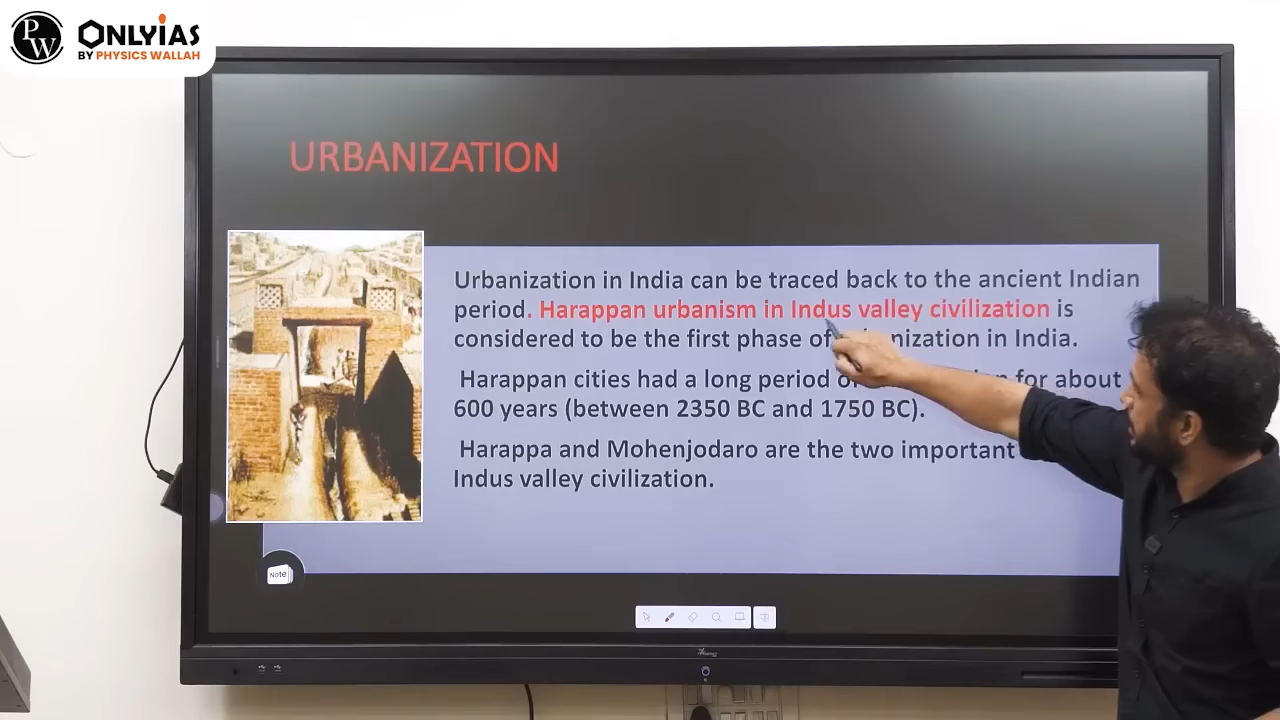 PW
ONLYIAS
BY PHYSICS WALLAH
URBANIZATION
Urbanization in India can be traced back to the ancient Indian
period. Harappan urbanism in Indus valley civilization is
considered to be the first phase of nization in India.
Harappan cities had a long period for about
600 years (between 2350 BC and 1750 BC).
Harappa and Mohenjodaro are the two important
Indus valley civilization.
Note